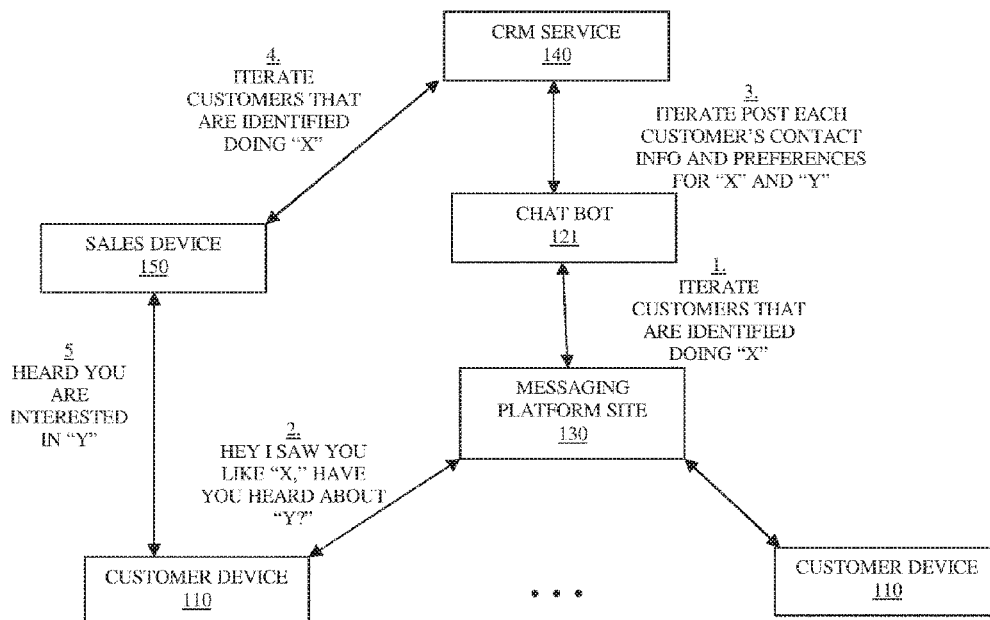 CRM SERVICE
140
4.
ITERATE
CUSTOMERS THAT
ARE IDENTIFIED
DOING “X”
3.
ITERATE POST EACH
CUSTOMER’S CONTACT
INFO AND PREFERENCES
FOR “X” AND “Y”
CHAT BOT
121
SALES DEVICE
150
1.
ITERATE
CUSTOMERS THAT
ARE IDENTIFIED
DOING “X”
5
HEARD YOU
ARE
INTERESTED
IN “Y”
MESSAGING
PLATFORM SITE
130
2.
HEY I SAW YOU
LIKE “X,” HAVE
YOU HEARD ABOUT
“Y?”
CUSTOMER DEVICE
110
• • •
CUSTOMER DEVICE
110